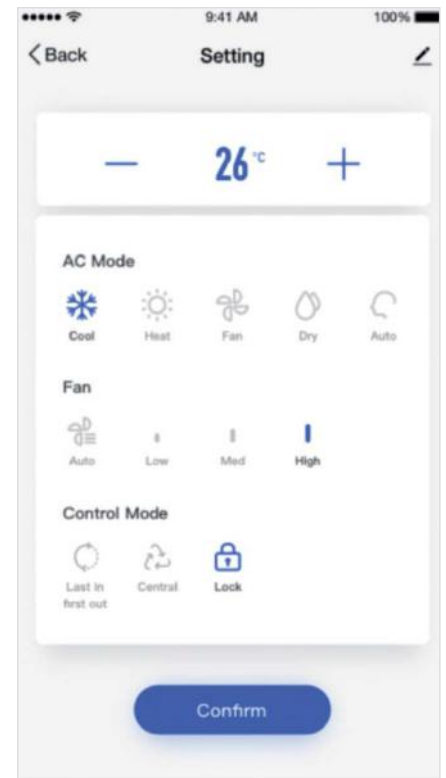 9:41 AM 100%
Back Setting
26 °C
AC Mode
Cool Heat Fan Dry Auto
Fan
Auto Low Med High
Control Mode
Last in Central Lock
first out
Confirm